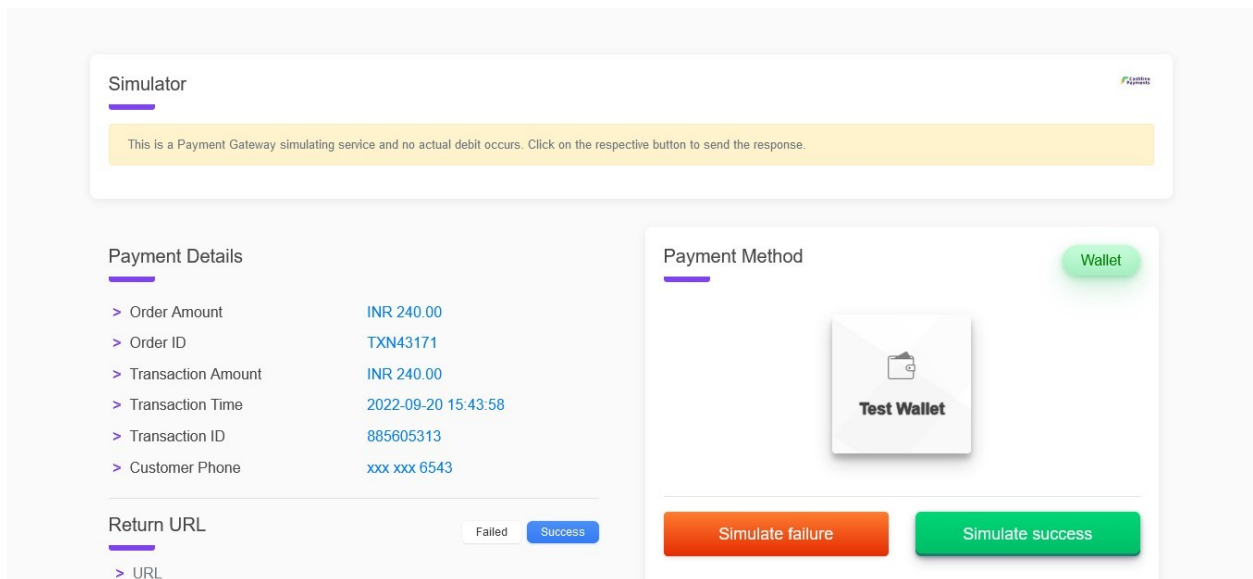 Simulator
Cashfree
Payments
This is a Payment Gateway simulating service and no actual debit occurs. Click on the respective button to send the response.
Payment Details
> Order Amount INR 240.00
> Order ID TXN43171
> Transaction Amount INR 240.00
> Transaction Time 2022-09-20 15:43:58
> Transaction ID 885605313
> Customer Phone xxx xxx 6543
Return URL Failed Success
> URL
Payment Method Wallet
Test Wallet
Simulate failure Simulate success